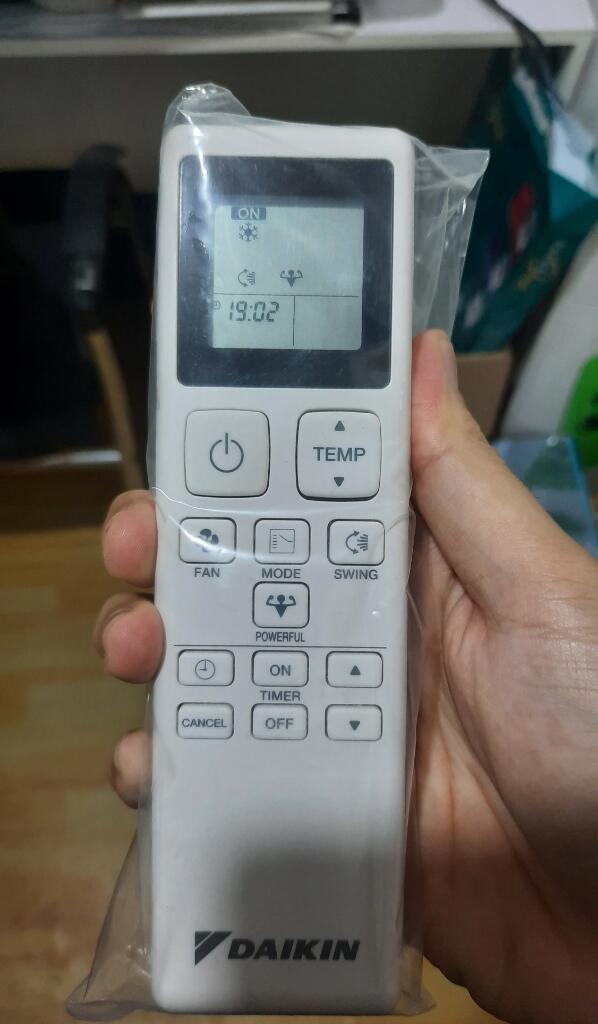 ON
19:02
TEMP
FAN MODE SWING
POWERFUL
ON
TIMER
CANCEL OFF
DAIKIN